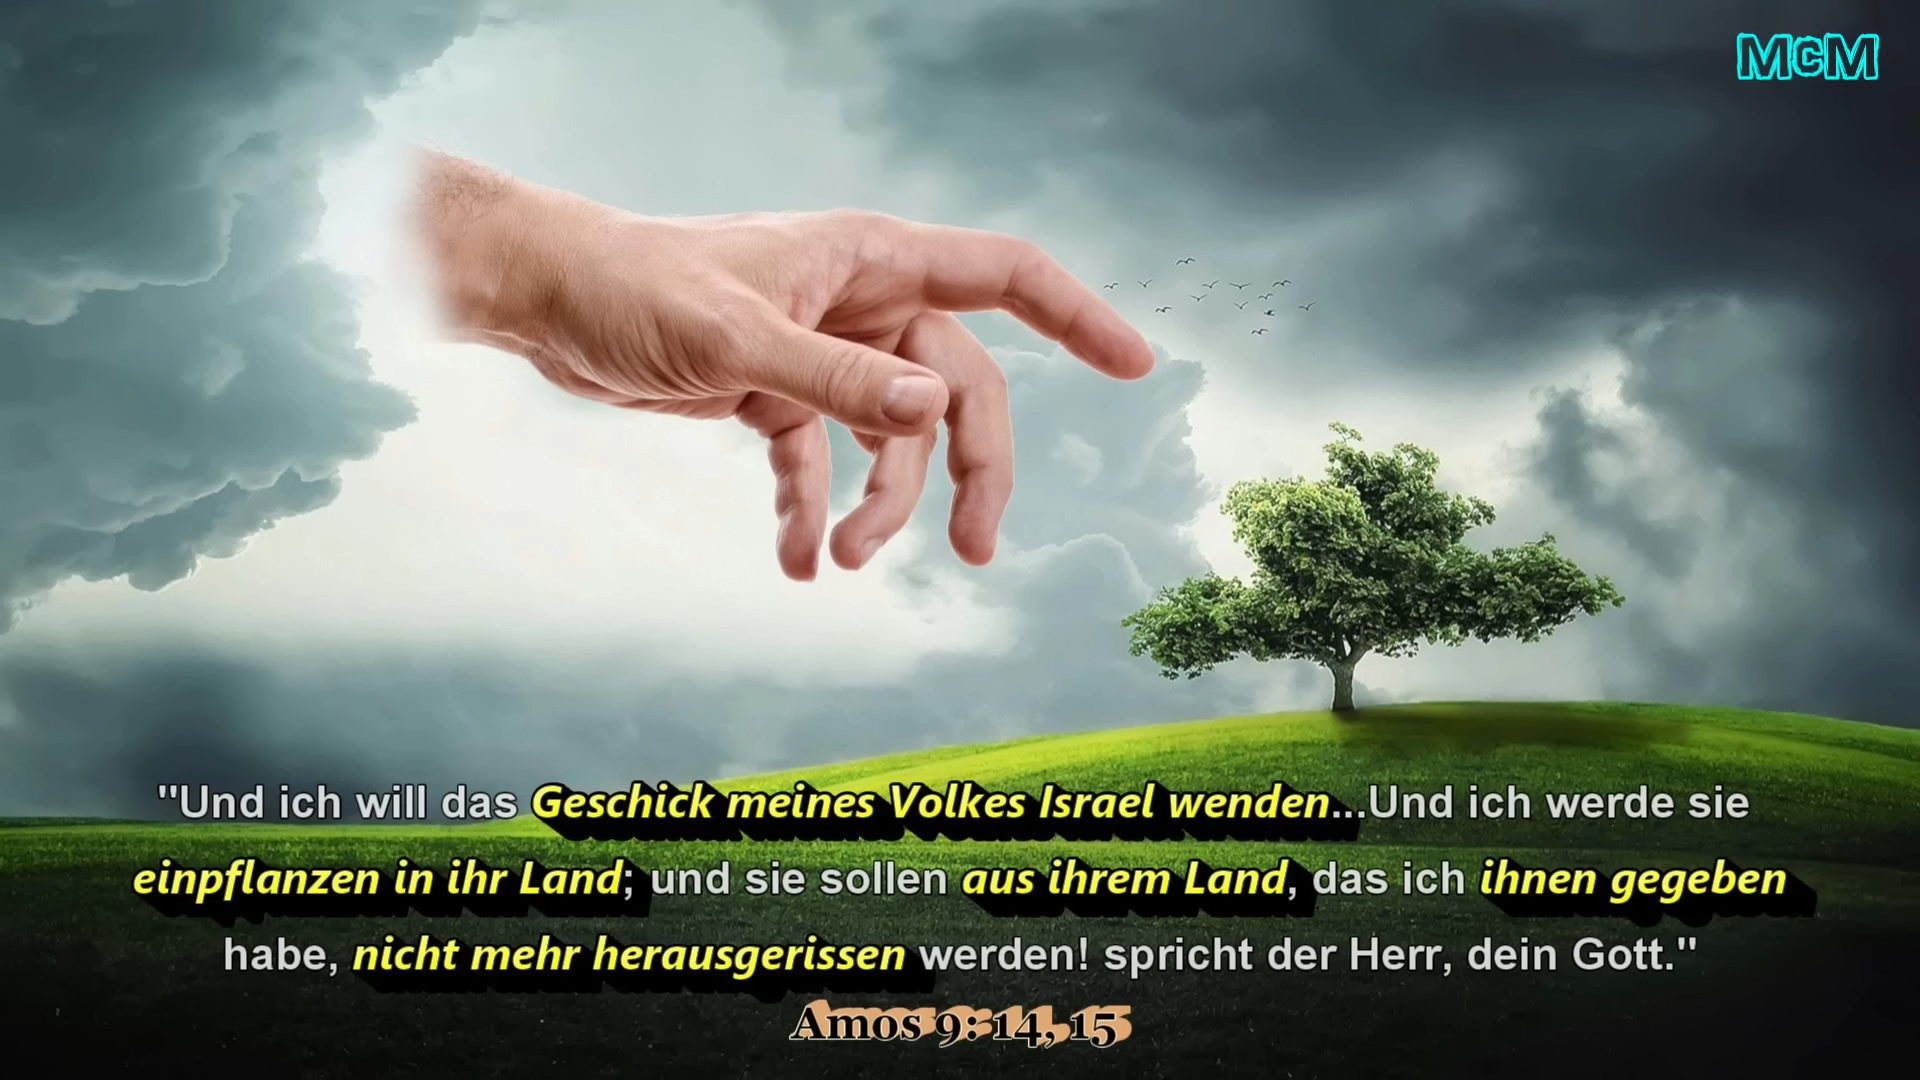 McM
"Und ich will das Geschick meines Volkes Israel wenden...Und ich werde sie
einpflanzen in ihr Land; und sie sollen aus ihrem Land, das ich ihnen gegeben
habe, nicht mehr herausgerissen werden! spricht der Herr, dein Gott."
Amos 9: 14, 15